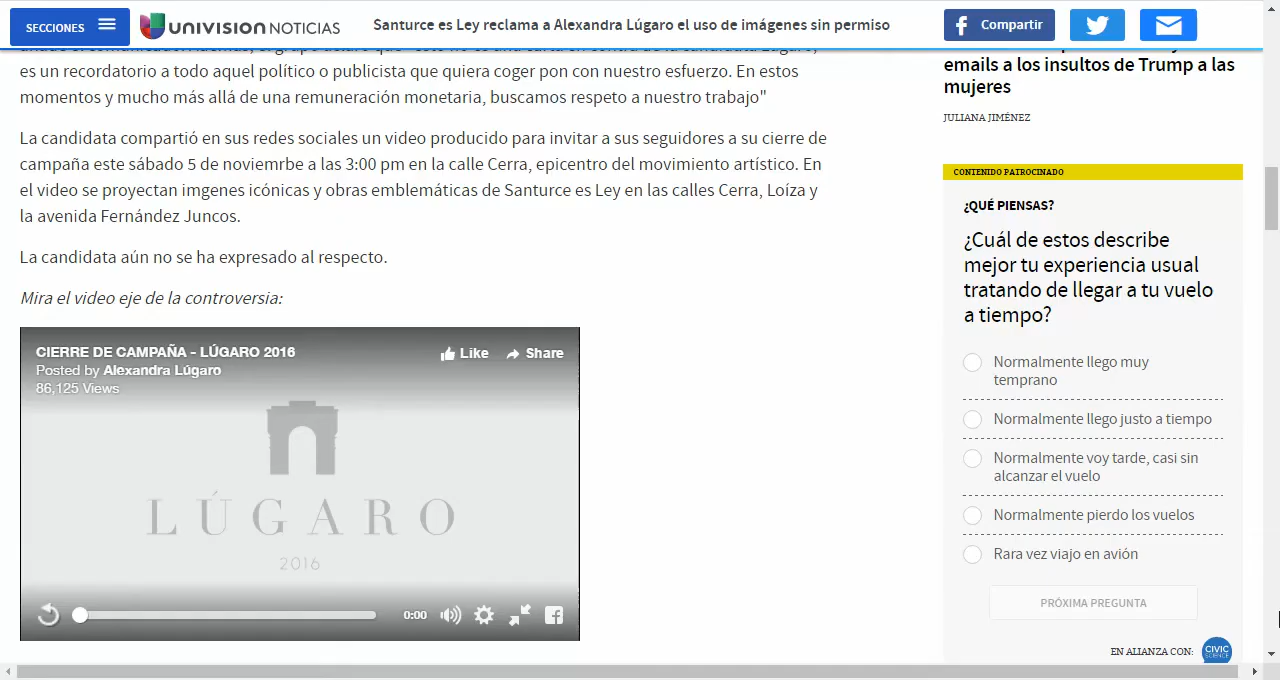 SECCIONES
UNIVISION NOTICIAS
Santurce es Ley reclama a Alexandra Lúgaro el uso de imágenes sin permiso
Compartir
es un recordatorio a todo aquel político o publicista que quiera coger pon con nuestro esfuerzo. En estos
momentos y mucho más allá de una remuneración monetaria, buscamos respeto a nuestro trabajo"
La candidata compartió en sus redes sociales un video producido para invitar a sus seguidores a su cierre de
campaña este sábado 5 de noviemrbe a las 3:00 pm en la calle Cerra, epicentro del movimiento artístico. En
el video se proyectan imgenes icónicas y obras emblemáticas de Santurce es Ley en las calles Cerra, Loíza y
la avenida Fernández Juncos.
La candidata aún no se ha expresado al respecto.
Mira el video eje de la controversia:
CIERRE DE CAMPAÑA - LÚGARO 2016
Posted by Alexandra Lúgaro
86,125 Views
Like
Share
LÚGARO
2016
0:00
emails a los insultos de Trump a las
mujeres
JULIANA JIMÉNEZ
CONTENIDO PATROCINADO
¿QUÉ PIENSAS?
¿Cuál de estos describe
mejor tu experiencia usual
tratando de llegar a tu vuelo
a tiempo?
Normalmente llego muy
temprano
Normalmente llego justo a tiempo
Normalmente voy tarde, casi sin
alcanzar el vuelo
Normalmente pierdo los vuelos
Rara vez viajo en avión
PRÓXIMA PREGUNTA
EN ALIANZA CON:
CIVIC
SCIENCE